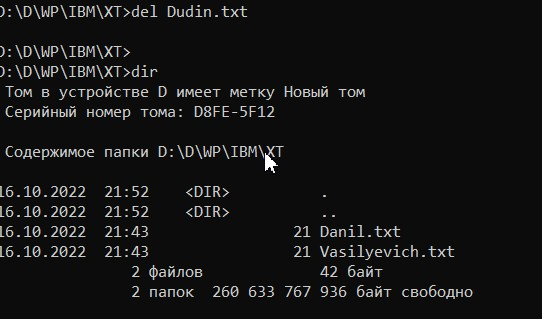 D:\D\WP\IBM\XT>del Dudin.txt
D:\D\WP\IBM\XT>
D:\D\WP\IBM\XT>dir
Том в устройстве D имеет метку Новый том
Серийный номер тома: D8FE-5F12
Содержимое папки D:\D\WP\IBM\XT
16.10.2022 21:52 <DIR> .
16.10.2022 21:52 <DIR> ..
16.10.2022 21:43 21 Danil.txt
16.10.2022 21:43 21 Vasilyevich.txt
2 файлов 42 байт
2 папок 260 633 767 936 байт свободно